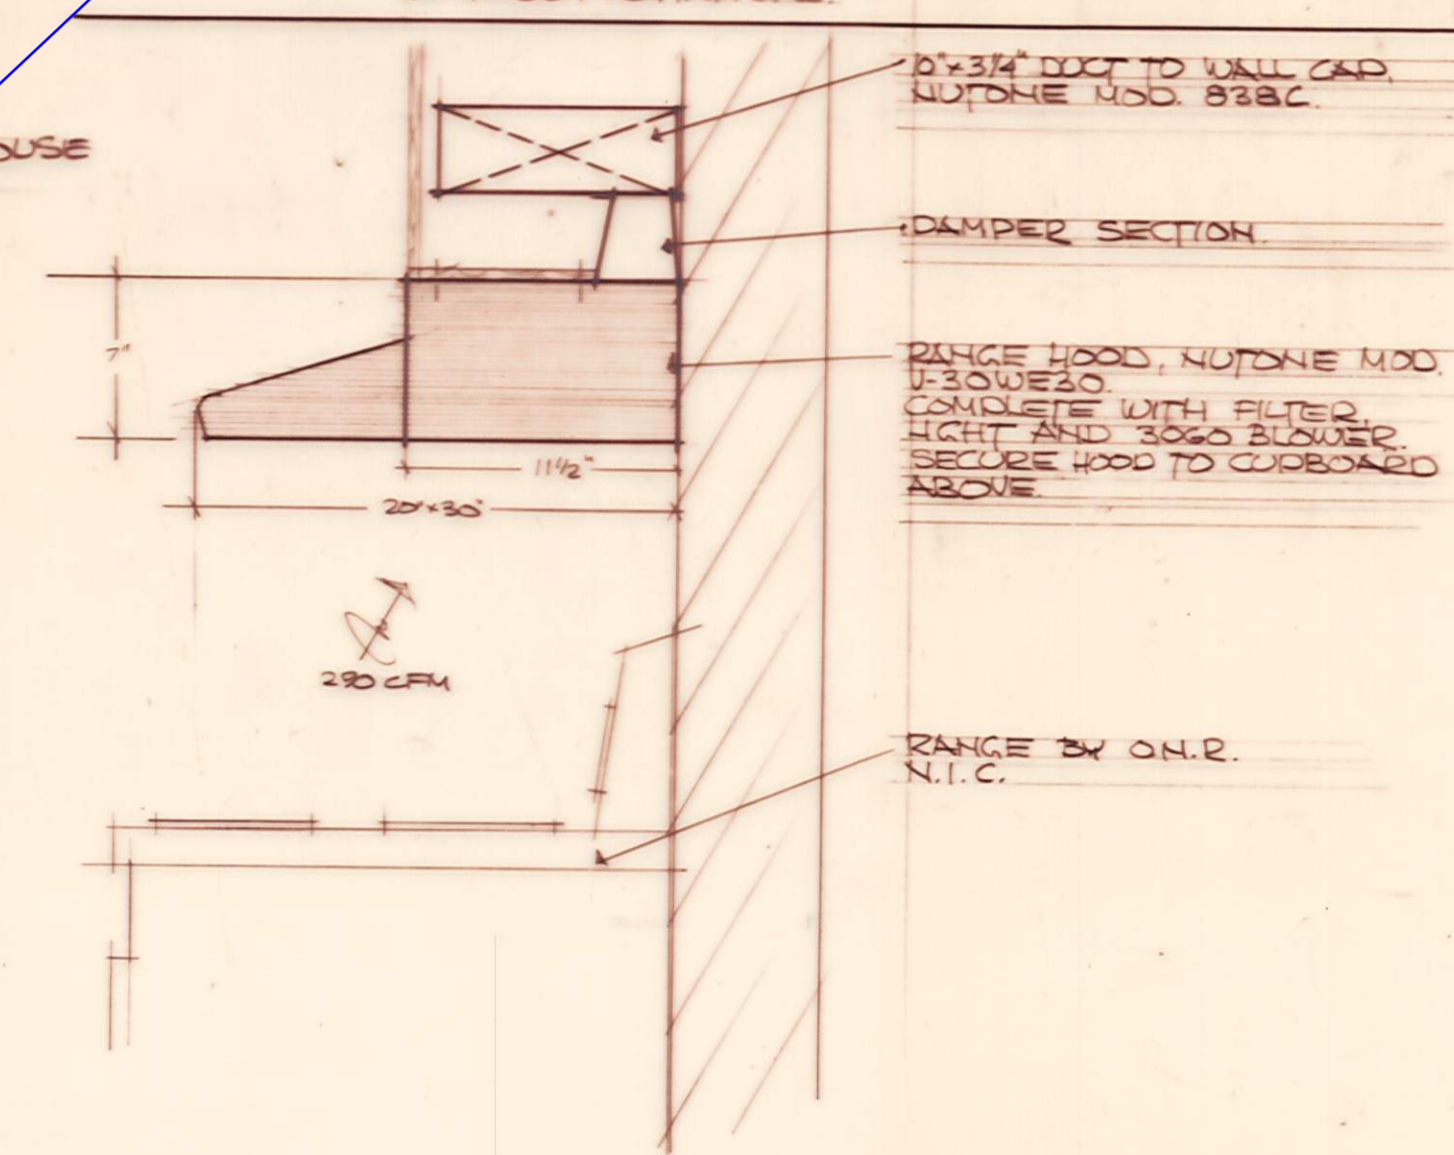 10"x3/4" DUCT TO WALL CAP,
NUTONE MOD. 838C.
OUSE
DAMPER SECTION.
7"
RANGE HOOD, NUTONE MOD.
V-30WE30.
COMPLETE WITH FILTER,
LIGHT AND 3060 BLOWER.
SECURE HOOD TO CUPBOARD
ABOVE.
11 1/2"
20"x30"
290 CFM
RANGE BY O.N.R.
N.I.C.